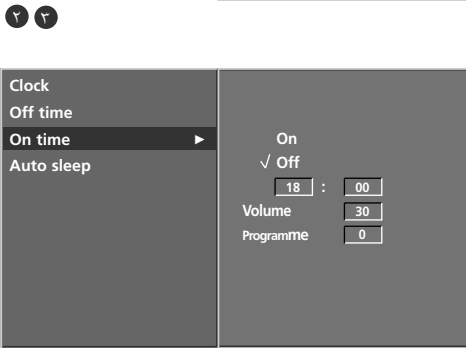 ٢ ٣
Clock
Off time
On time ►
Auto sleep
On
√ Off
18 : 00
Volume 30
Programme 0